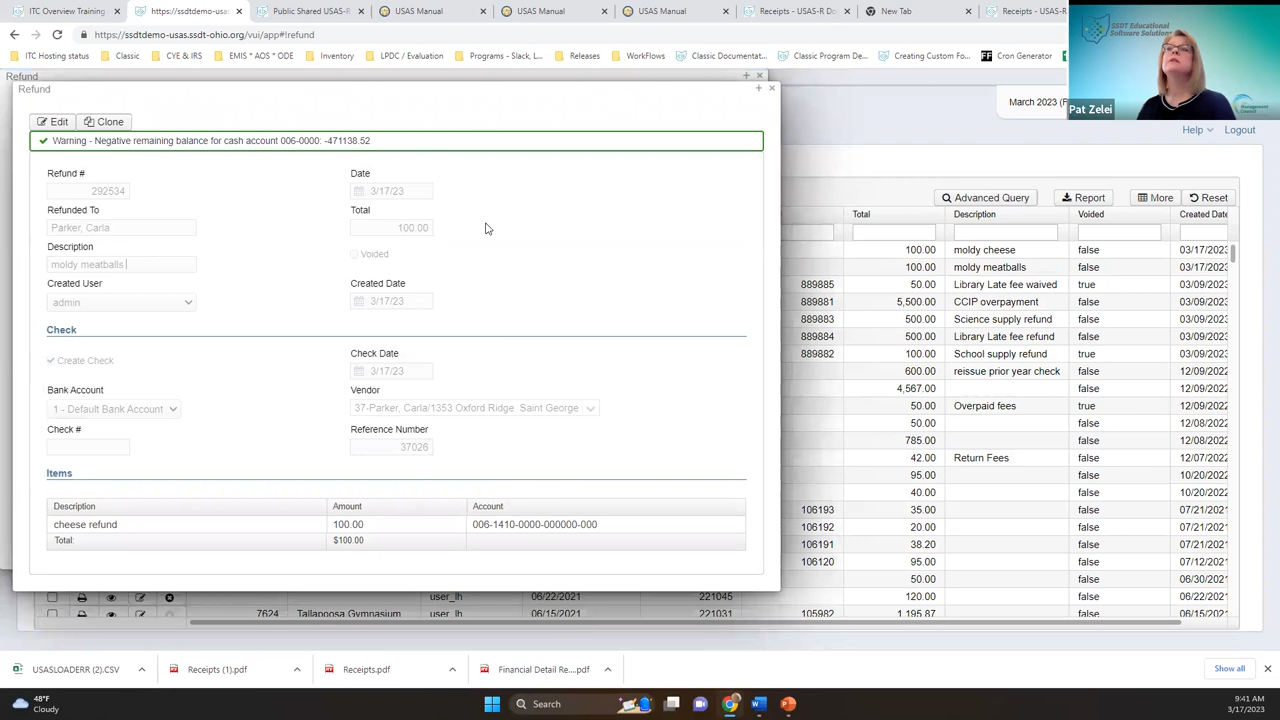 ITC Overview Training
https://ssdtdemo-usas.ssdt-ohio
Public Shared USAS-R
USAS Manual
USAS Manual
USAS Manual
Receipts - USAS-R Do
New Tab
Receipts - USAS-R
https://ssdtdemo-usas.ssdt-ohio.org/vui/app#!refund
ITC Hosting status
Classic
CYE & IRS
EMIS * AOS * ODE
Inventory
LPDC / Evaluation
Programs - Slack, L...
Releases
WorkFlows
Classic Documentat...
Classic Program De...
Creating Custom Fo...
Cron Generator
SSDT Educational
Software Solutions
Management
Council
Pat Zelei
Refund
Refund
March 2023 (F
Help
Logout
Edit
Clone
Warning - Negative remaining balance for cash account 006-0000: -471138.52
Refund #
292534
Date
3/17/23
Refunded To
Parker, Carla
Total
100.00
Description
moldy meatballs
Voided
Created User
admin
Created Date
3/17/23
Check
Create Check
Check Date
3/17/23
Bank Account
1 - Default Bank Account
Vendor
37-Parker, Carla/1353 Oxford Ridge Saint George
Check #
Reference Number
37026
Items
Description Amount Account
cheese refund 100.00 006-1410-0000-000000-000
Total: $100.00
Advanced Query
Report
More
Reset
Total Description Voided Created Date
100.00 moldy cheese false 03/17/2023
100.00 moldy meatballs false 03/17/2023
889885 50.00 Library Late fee waived true 03/09/2023
889881 5,500.00 CCIP overpayment false 03/09/2023
889883 500.00 Science supply refund false 03/09/2023
889884 500.00 Library Late fee refund false 03/09/2023
889882 100.00 School supply refund true 03/09/2023
600.00 reissue prior year check false 12/09/2022
4,567.00 false 12/09/2022
50.00 Overpaid fees true 12/09/2022
50.00 false 12/08/2022
785.00 false 12/08/2022
42.00 Return Fees false 12/07/2022
95.00 false 10/20/2022
40.00 false 10/20/2022
106193 35.00 false 07/21/2021
106192 20.00 false 07/21/2021
106191 38.20 false 07/21/2021
106120 95.00 false 07/12/2021
50.00 false 06/30/2021
user_lh 06/22/2021 221045 120.00 false 06/22/2021
7624 Tallapoosa Gymnasium user_lh 06/15/2021 221031 105982 1,195.87 false 06/15/2021
USASLOADERR (2).CSV
Receipts (1).pdf
Receipts.pdf
Financial Detail Re....pdf
Show all
48°F
Cloudy
Search
9:41 AM
3/17/2023